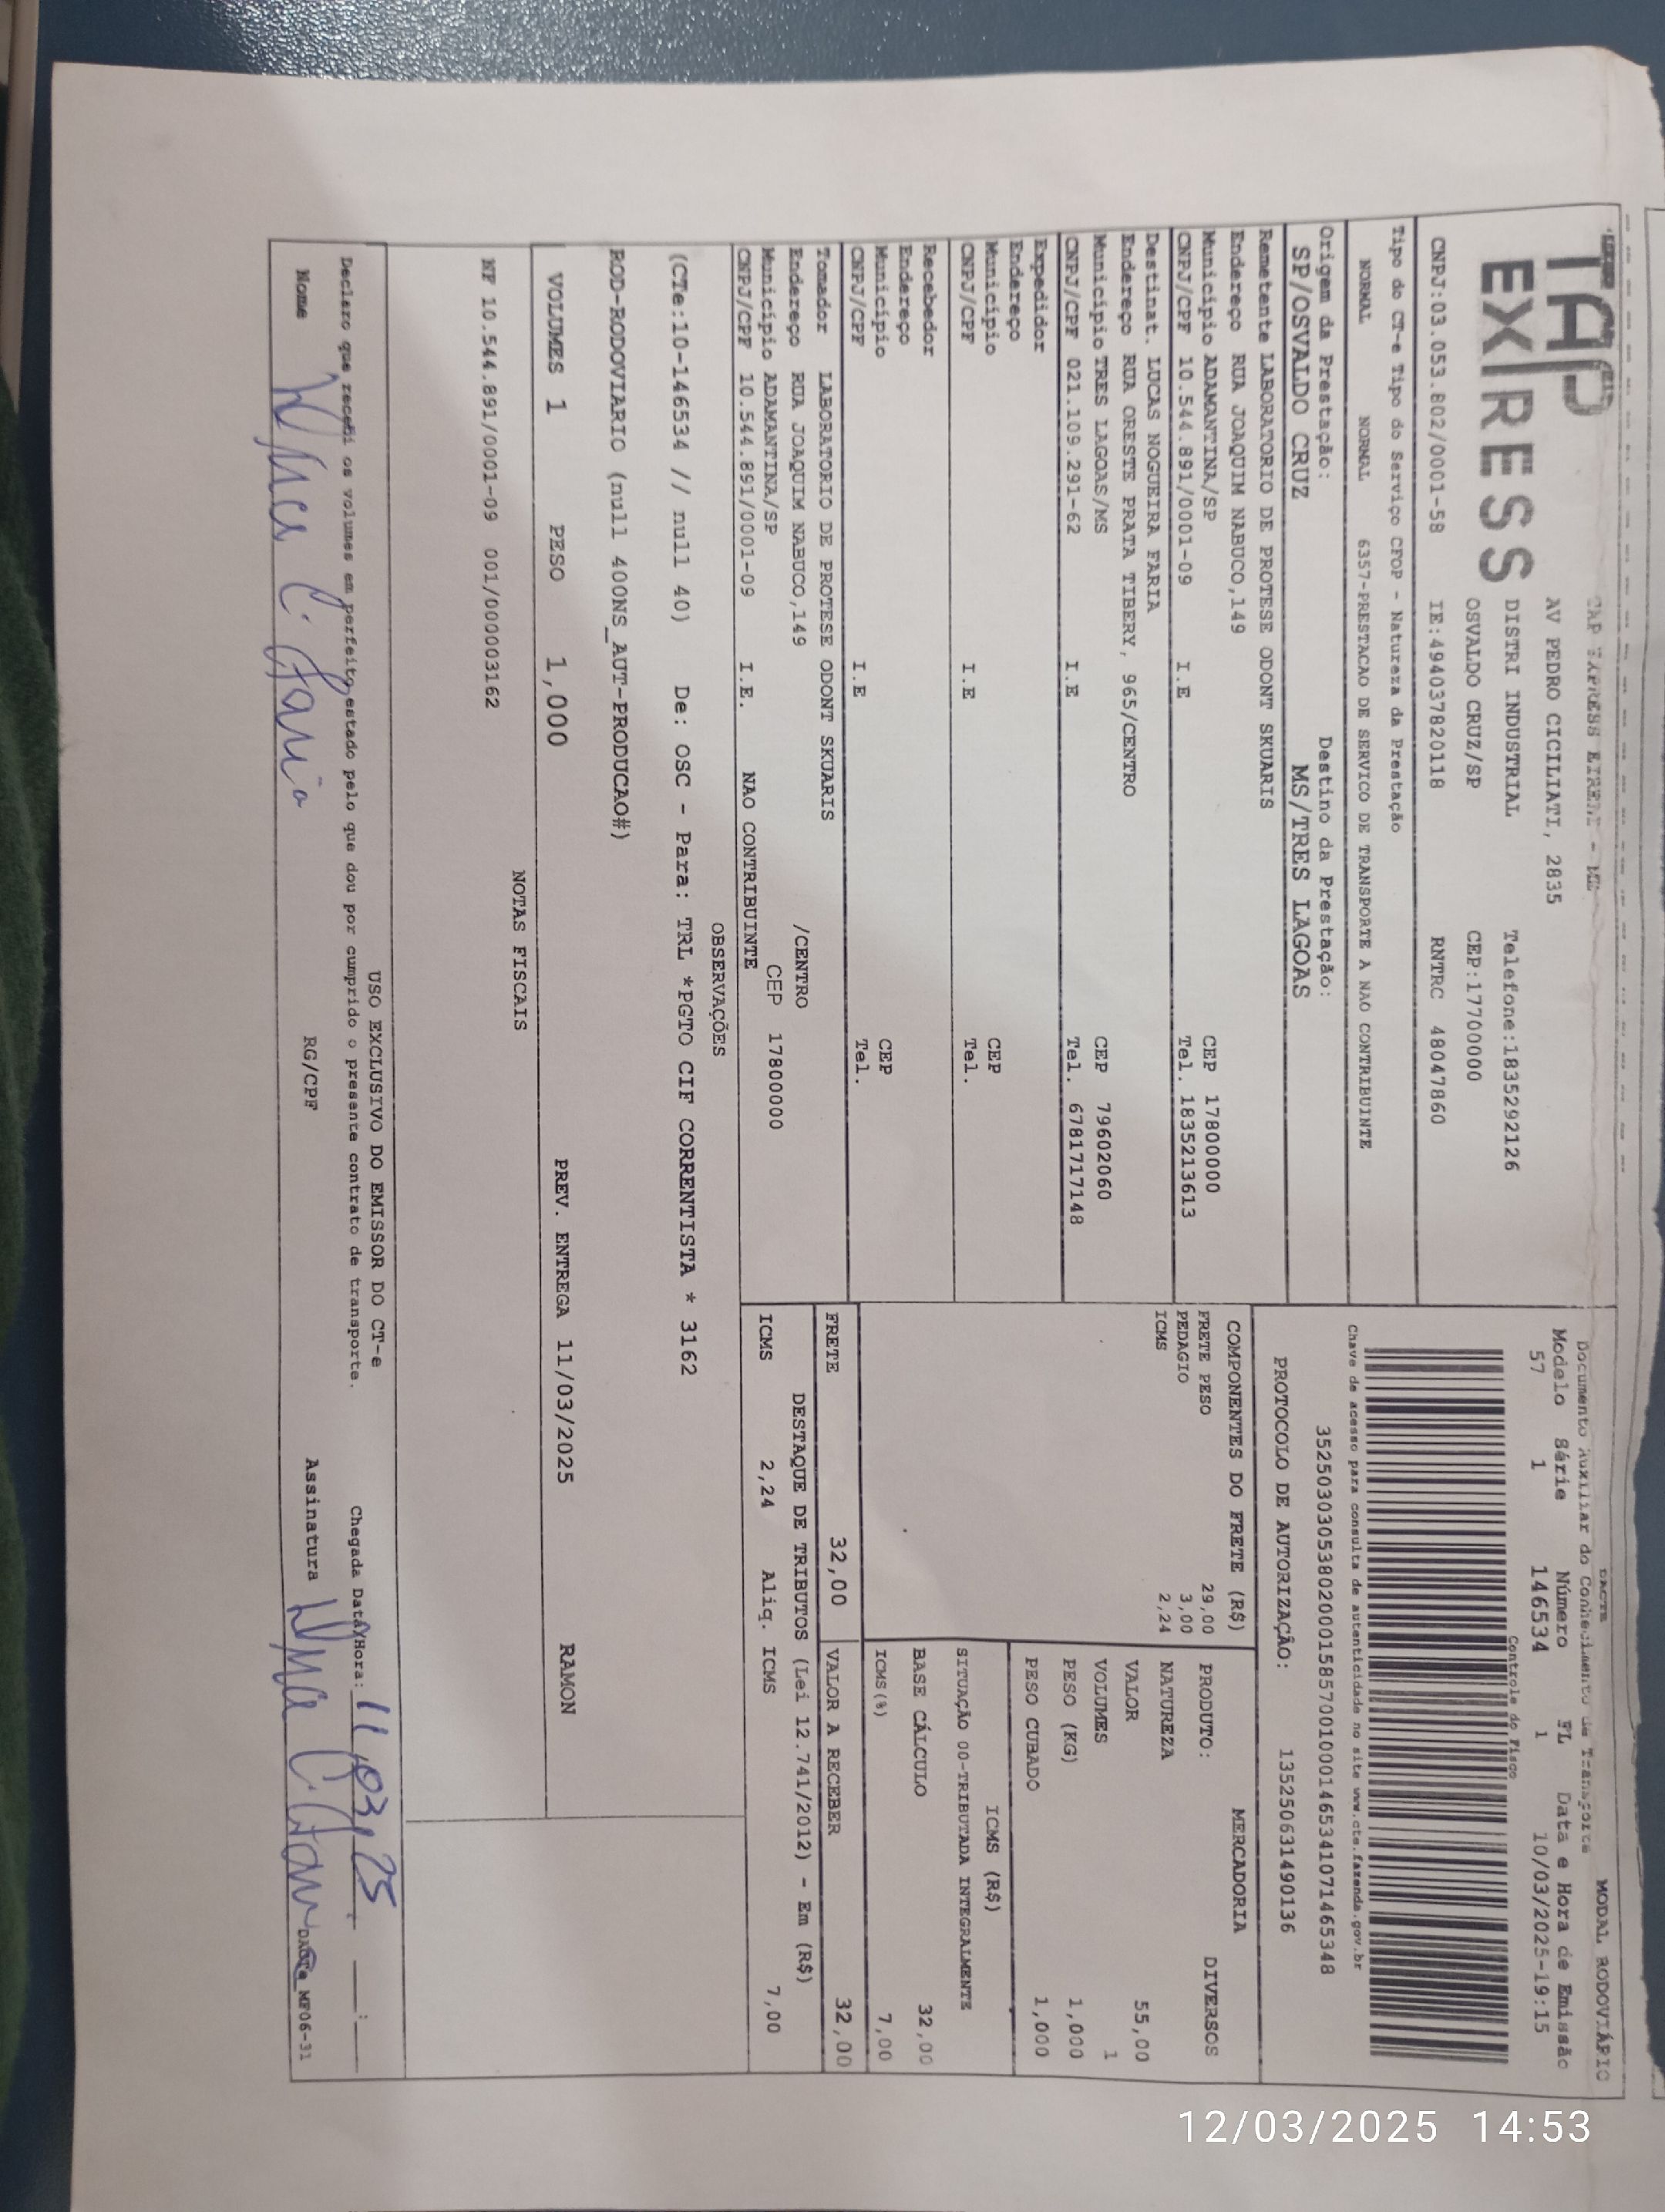 TAP
EXPRESS
TAP EXPRESS EIRELI - ME
AV PEDRO CICILIATI, 2835
DISTRI INDUSTRIAL Telefone:1835292126
OSVALDO CRUZ/SP CEP:17700000
CNPJ:03.053.802/0001-58 IE:494037820118 RNTRC 48047860
Tipo do CT-e Tipo do Serviço CFOP - Natureza da Prestação
NORMAL NORMAL 6357-PRESTACAO DE SERVICO DE TRANSPORTE A NAO CONTRIBUINTE
Origem da Prestação: Destino da Prestação:
SP/OSVALDO CRUZ MS/TRES LAGOAS
Remetente LABORATORIO DE PROTESE ODONT SKUARIS
Endereço RUA JOAQUIM NABUCO,149
Município ADAMANTINA/SP CEP 17800000
CNPJ/CPF 10.544.891/0001-09 I.E Tel. 1835213613
Destinat. LUCAS NOGUEIRA FARIA
Endereço RUA ORESTE PRATA TIBERY, 965/CENTRO
Município TRES LAGOAS/MS CEP 79602060
CNPJ/CPF 021.109.291-62 I.E Tel. 6781717148
Expedidor
Endereço
Município CEP
CNPJ/CPF I.E Tel.
Recebedor
Endereço
Município CEP
CNPJ/CPF I.E Tel.
Tomador LABORATORIO DE PROTESE ODONT SKUARIS
Endereço RUA JOAQUIM NABUCO,149 /CENTRO
Município ADAMANTINA/SP CEP 17800000
CNPJ/CPF 10.544.891/0001-09 I.E. NAO CONTRIBUINTE
DACTE MODAL RODOVIÁRIO
Documento Auxiliar do Conhecimento de Transporte
Modelo Série Número FL Data e Hora de Emissão
57 1 146534 1 10/03/2025-19:15
Controle do Fisco
Chave de acesso para consulta de autenticidade no site www.cte.fazenda.gov.br
35250303053802000158570010001465341071465348
PROTOCOLO DE AUTORIZAÇÃO: 135250631490136
COMPONENTES DO FRETE (R$)
FRETE PESO 29,00
PEDAGIO 3,00
ICMS 2,24
MERCADORIA
PRODUTO: DIVERSOS
NATUREZA
VALOR 55,00
VOLUMES 1
PESO (KG) 1,000
PESO CUBADO 1,000
ICMS (R$)
SITUAÇÃO 00-TRIBUTADA INTEGRALMENTE
BASE CÁLCULO 32,00
ICMS(%) 7,00
FRETE 32,00 VALOR A RECEBER 32,00
DESTAQUE DE TRIBUTOS (Lei 12.741/2012) - Em (R$)
ICMS 2,24 Aliq. ICMS 7,00
OBSERVAÇÕES
(CTe:10-146534 // null 40) De: OSC - Para: TRL *PGTO CIF CORRENTISTA * 3162
ROD-RODOVIARIO (null 400NS_AUT-PRODUCAO#)
VOLUMES 1 PESO 1,000 PREV. ENTREGA 11/03/2025 RAMON
NOTAS FISCAIS
NF 10.544.891/0001-09 001/000003162
USO EXCLUSIVO DO EMISSOR DO CT-e
Declaro que recebi os volumes em perfeito estado pelo que dou por cumprido o presente contrato de transporte. Chegada Data/Hora: 11,03,25 :
Nome RG/CPF Assinatura
DACTe_MF06-31
12/03/2025 14:53